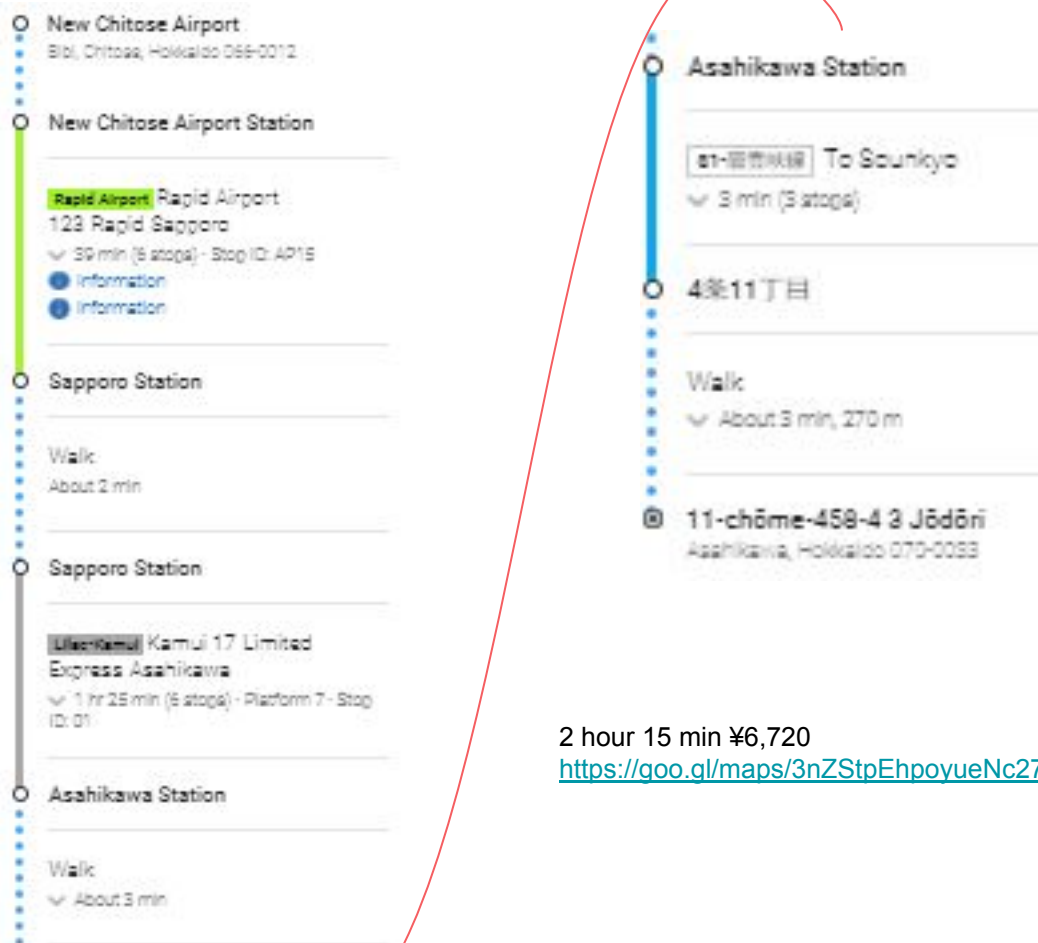 New Chitose Airport
Bibi, Chitose, Hokkaido 066-0012
New Chitose Airport Station
Rapid Airport Rapid Airport
123 Rapid Sapporo
39 min (6 stops) · Stop ID: AP15
Information
Information
Sapporo Station
Walk
About 2 min
Sapporo Station
Lilac-Kamui Kamui 17 Limited
Express Asahikawa
1 hr 25 min (6 stops) · Platform 7 · Stop
ID: 01
Asahikawa Station
Walk
About 3 min
Asahikawa Station
To Sounkyo
3 min (3 stops)
4条11丁目
Walk
About 3 min, 270 m
11-chōme-458-4 3 Jōdōri
Asahikawa, Hokkaido 070-0033
2 hour 15 min ¥6,720
https://goo.gl/maps/3nZStpEhpoyueNc27